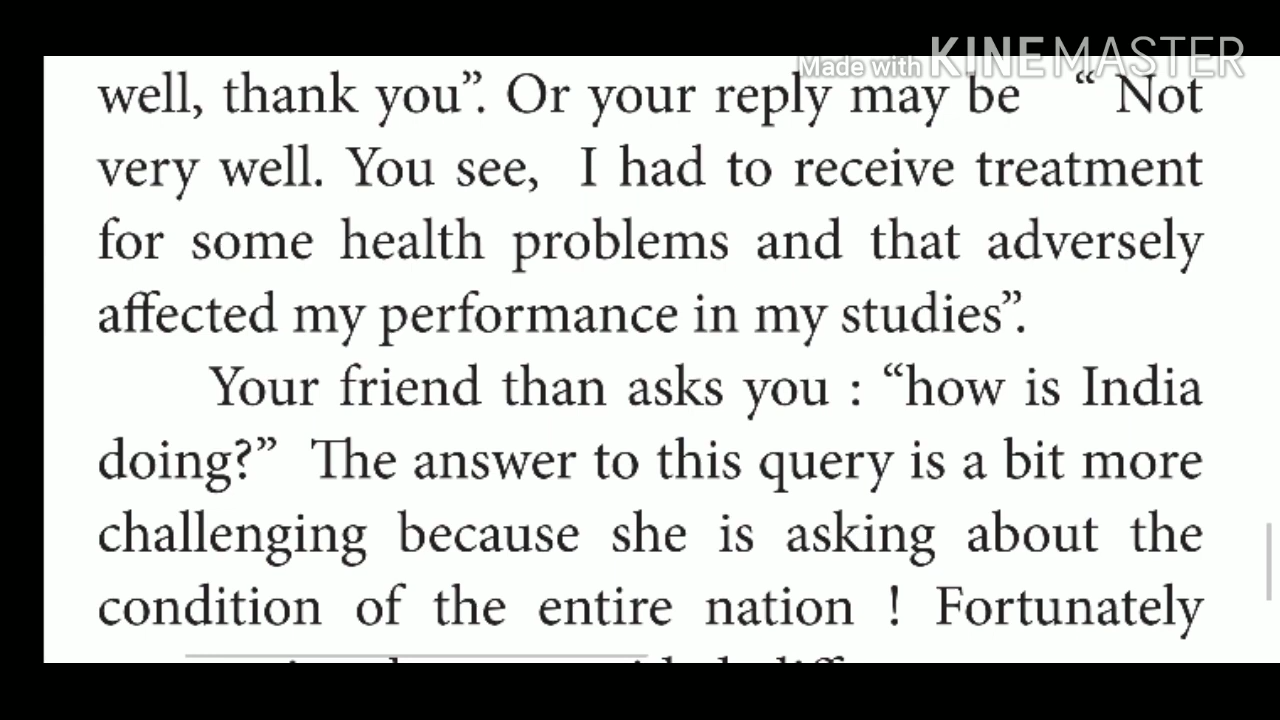 Made with KINEMASTER
well, thank you”. Or your reply may be “ Not
very well. You see, I had to receive treatment
for some health problems and that adversely
affected my performance in my studies”.
Your friend than asks you : “how is India
doing?” The answer to this query is a bit more
challenging because she is asking about the
condition of the entire nation ! Fortunately